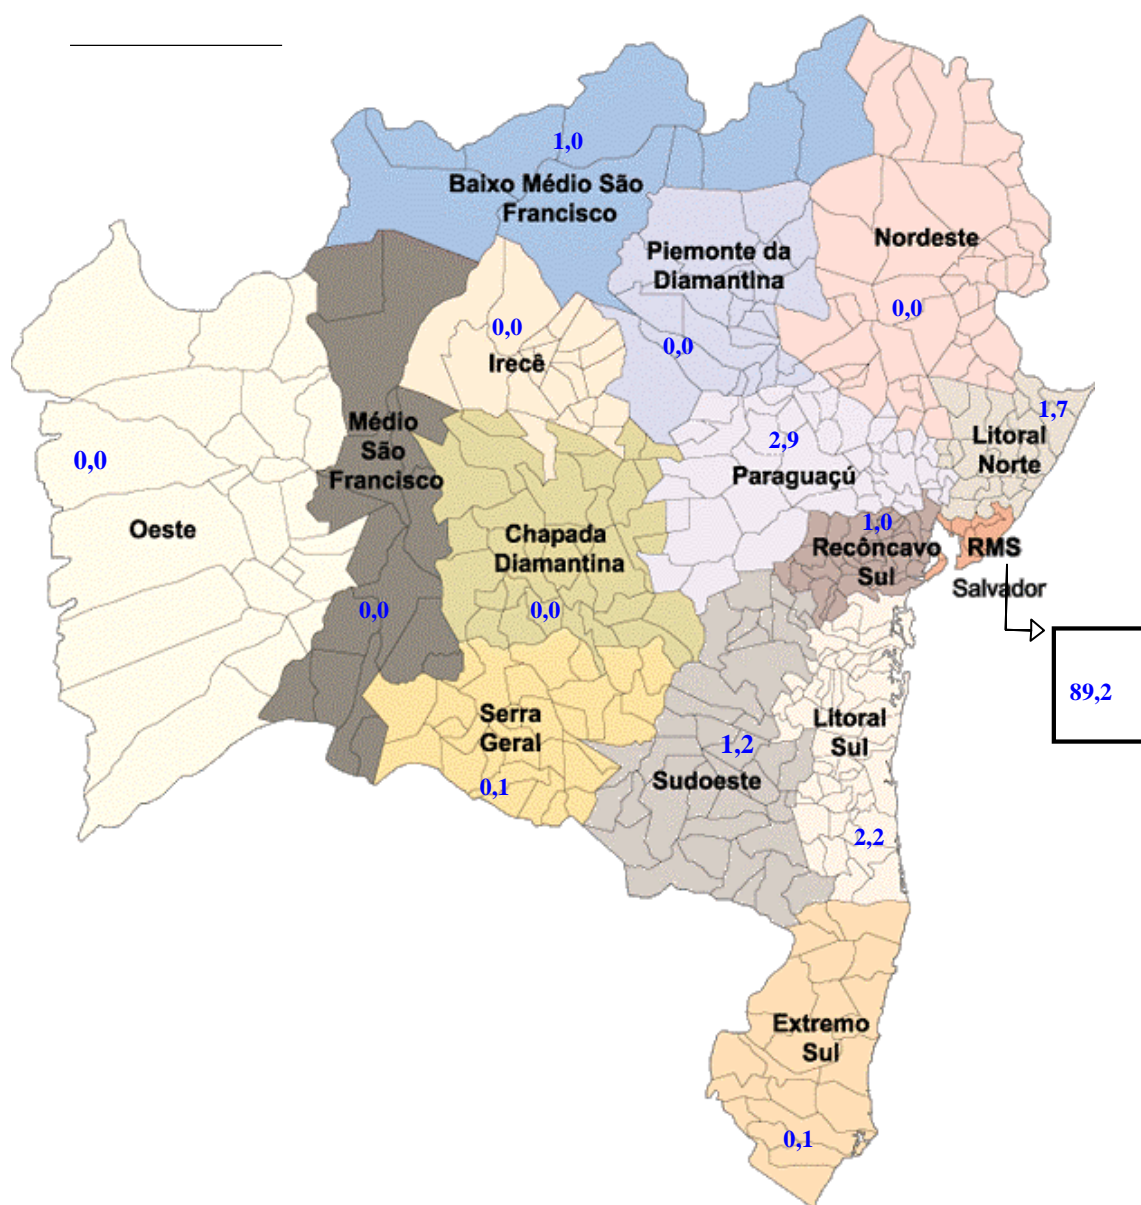 1,0
Baixo Médio São
Francisco
Nordeste
0,0
Piemonte da
Diamantina
0,0
0,0
Irecê
1,7
Litoral
Norte
Médio
São
Francisco
0,0
2,9
Paraguaçú
0,0
Oeste
1,0
Recôncavo
Sul
RMS
Salvador
Chapada
Diamantina
0,0
89,2
Serra
Geral
0,1
Litoral
Sul
2,2
1,2
Sudoeste
Extremo
Sul
0,1